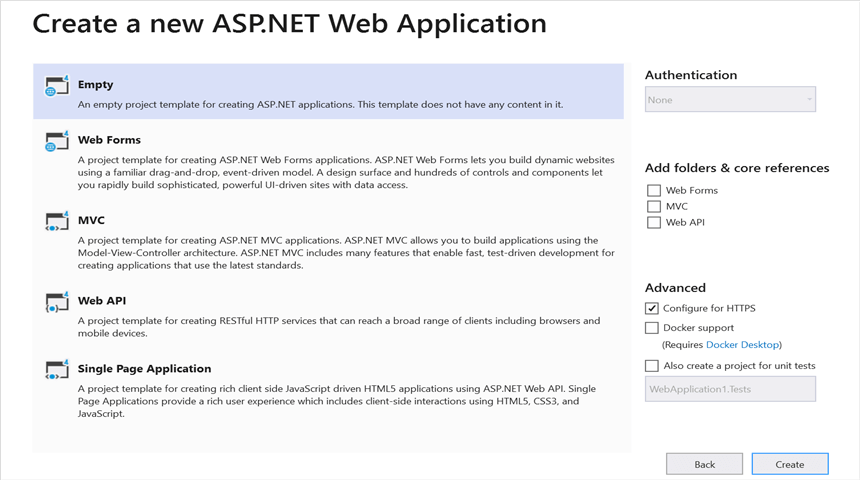 Create a new ASP.NET Web Application
Empty
An empty project template for creating ASP.NET applications. This template does not have any content in it.
Web Forms
A project template for creating ASP.NET Web Forms applications. ASP.NET Web Forms lets you build dynamic websites
using a familiar drag-and-drop, event-driven model. A design surface and hundreds of controls and components let
you rapidly build sophisticated, powerful UI-driven sites with data access.
MVC
A project template for creating ASP.NET MVC applications. ASP.NET MVC allows you to build applications using the
Model-View-Controller architecture. ASP.NET MVC includes many features that enable fast, test-driven development for
creating applications that use the latest standards.
Web API
A project template for creating RESTful HTTP services that can reach a broad range of clients including browsers and
mobile devices.
Single Page Application
A project template for creating rich client side JavaScript driven HTML5 applications using ASP.NET Web API. Single
Page Applications provide a rich user experience which includes client-side interactions using HTML5, CSS3, and
JavaScript.
Authentication
None
Add folders & core references
Web Forms
MVC
Web API
Advanced
Configure for HTTPS
Docker support
(Requires Docker Desktop)
Also create a project for unit tests
WebApplication1.Tests
Back
Create